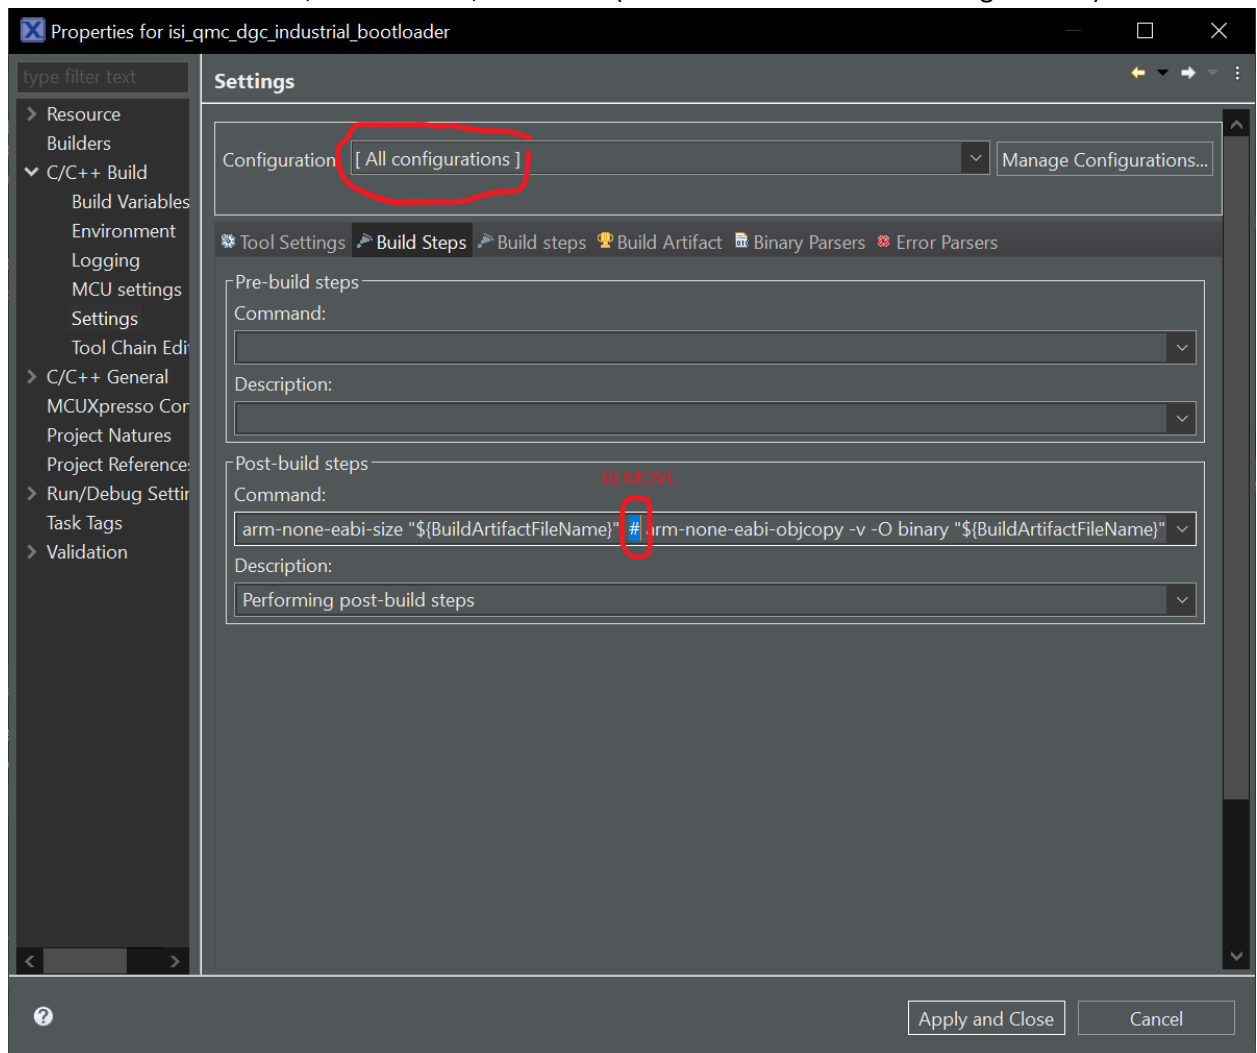 Properties for isi_qmc_dgc_industrial_bootloader
type filter text
Settings
Resource
Builders
C/C++ Build
Build Variables
Environment
Logging
MCU settings
Settings
Tool Chain Edi
C/C++ General
MCUXpresso Con
Project Natures
Project Reference
Run/Debug Settin
Task Tags
Validation
Configuration
[ All configurations ]
Manage Configurations...
Tool Settings Build Steps Build steps Build Artifact Binary Parsers Error Parsers
Pre-build steps
Command:
Description:
Post-build steps
REMOVE
Command:
arm-none-eabi-size "${BuildArtifactFileName}" # arm-none-eabi-objcopy -v -O binary "${BuildArtifactFileName}"
Description:
Performing post-build steps
Apply and Close
Cancel